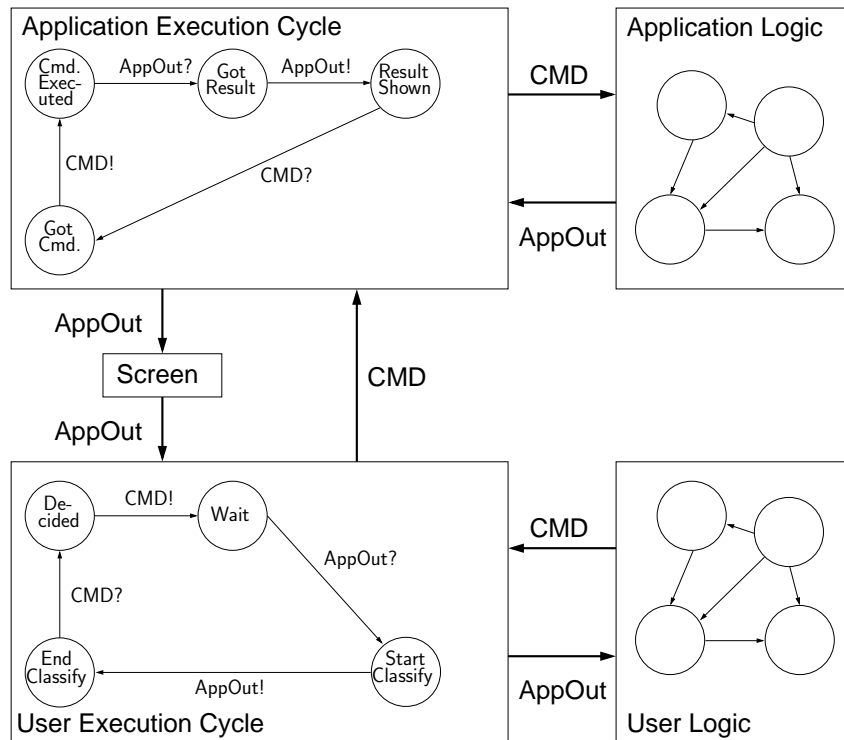 Application Execution Cycle
Application Logic
Cmd.
Exec-
uted
AppOut?
Got
Result
AppOut!
Result
Shown
CMD
CMD!
CMD?
Got
Cmd.
AppOut
AppOut
Screen
CMD
AppOut
De-
cided
CMD!
Wait
CMD
AppOut?
CMD?
End
Classify
AppOut!
Start
Classify
AppOut
User Execution Cycle
User Logic